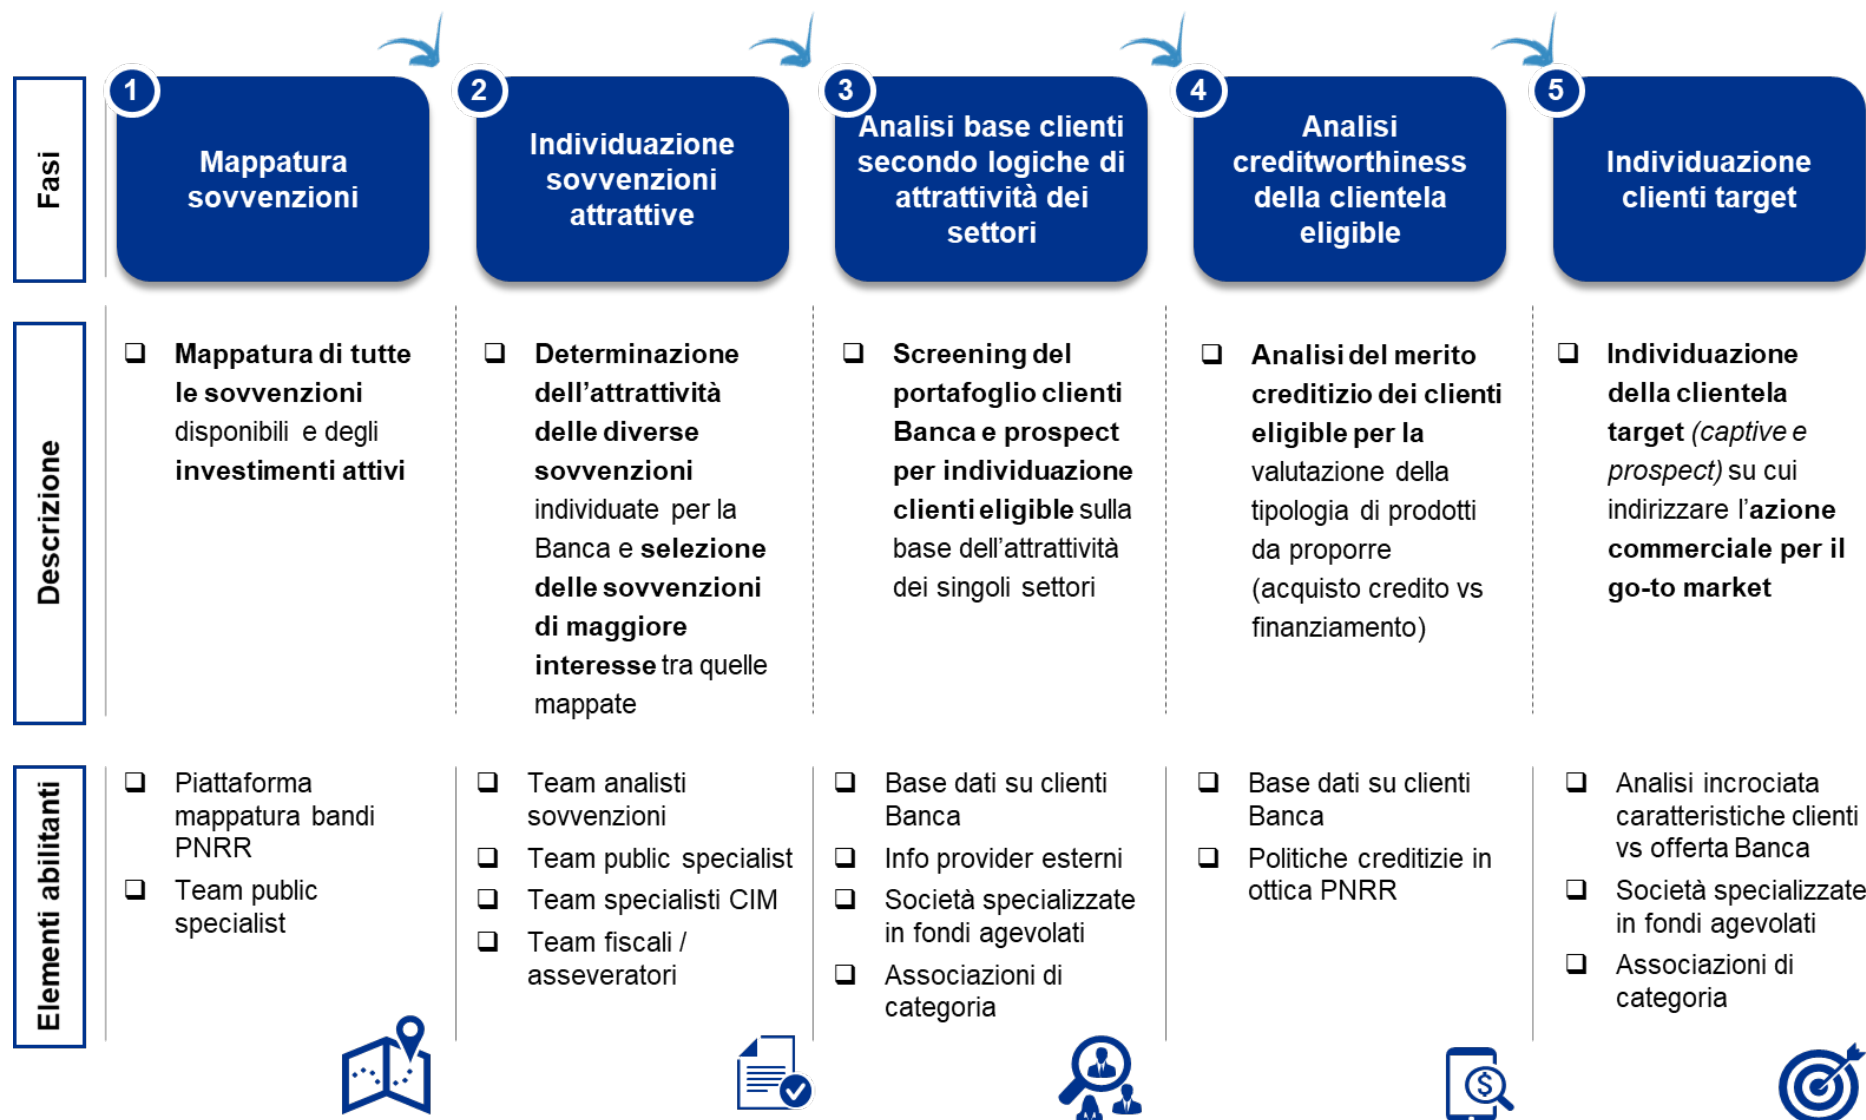 Fasi
1
Mappatura
sovvenzioni
2
Individuazione
sovvenzioni
attrattive
3
Analisi base clienti
secondo logiche di
attrattività dei
settori
4
Analisi
creditworthiness
della clientela
eligible
5
Individuazione
clienti target
Descrizione
Mappatura di tutte
le sovvenzioni
disponibili e degli
investimenti attivi
Determinazione
dell'attrattività
delle diverse
sovvenzioni
individuate per la
Banca e selezione
delle sovvenzioni
di maggiore
interesse tra quelle
mappate
Screening del
portafoglio clienti
Banca e prospect
per individuazione
clienti eligible sulla
base dell'attrattività
dei singoli settori
Analisi del merito
creditizio dei clienti
eligible per la
valutazione della
tipologia di prodotti
da proporre
(acquisto credito vs
finanziamento)
Individuazione
della clientela
target (captive e
prospect) su cui
indirizzare l'azione
commerciale per il
go-to market
Elementi abilitanti
Piattaforma
mappatura bandi
PNRR
Team public
specialist
Team analisti
sovvenzioni
Team public specialist
Team specialisti CIM
Team fiscali /
asseveratori
Base dati su clienti
Banca
Info provider esterni
Società specializzate
in fondi agevolati
Associazioni di
categoria
Base dati su clienti
Banca
Politiche creditizie in
ottica PNRR
Analisi incrociata
caratteristiche clienti
vs offerta Banca
Società specializzate
in fondi agevolati
Associazioni di
categoria
$